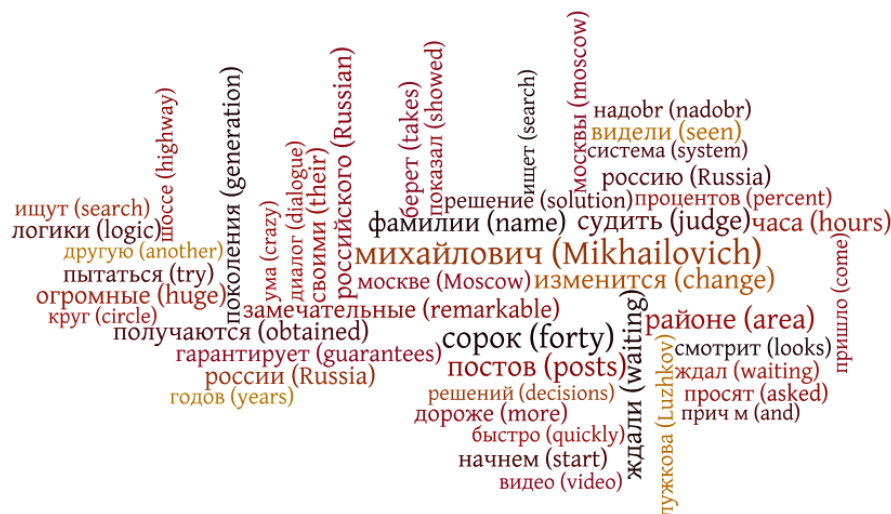 шоссе (highway)
поколения (generation)
российского (Russian)
берет (takes)
показал (showed)
ищет (search)
москвы (moscow)
надobr (nadobr)
видели (seen)
система (system)
россию (Russia)
решение (solution)
процентов (percent)
ищут (search)
логики (logic)
ума (crazy)
диалог (dialogue)
своими (their)
фамилии (name)
судить (judge)
часа (hours)
другую (another)
михайлович (Mikhailovich)
пытаться (try)
москве (Moscow)
изменится (change)
пришло (come)
огромные (huge)
замечательные (remarkable)
круг (circle)
получаются (obtained)
сорок (forty)
ждали (waiting)
районе (area)
гарантирует (guarantees)
смотрит (looks)
россии (Russia)
постов (posts)
лужкова (Luzhkov)
ждал (waiting)
годов (years)
решений (decisions)
просят (asked)
дороже (more)
прич м (and)
быстро (quickly)
начнем (start)
видео (video)